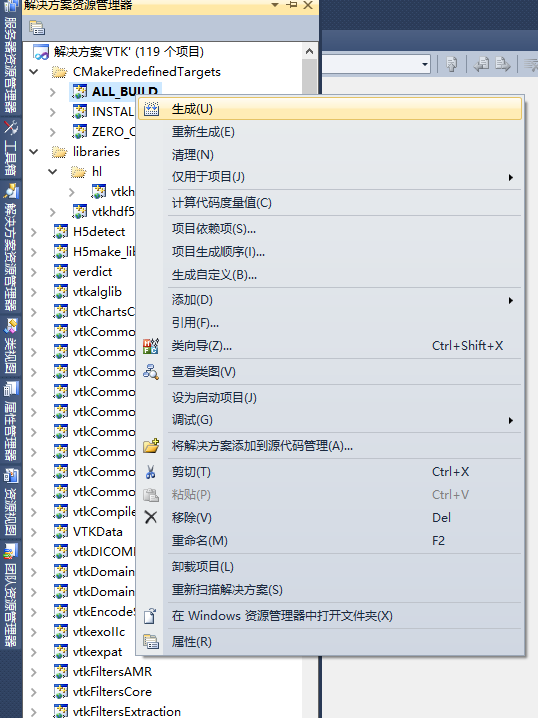 解决方案资源管理器
服务器资源管理器
工具箱
解决方案资源管理器
类视图
属性管理器
资源视图
团队资源管理器
解决方案'VTK' (119 个项目)
CMakePredefinedTargets
ALL_BUILD
INSTAL
ZERO_C
libraries
hl
vtkh
vtkhdf5
H5detect
H5make_lib
verdict
vtkalglib
vtkChartsC
vtkCommo
vtkCommo
vtkCommo
vtkCommo
vtkCommo
vtkCommo
vtkCommo
vtkCommo
vtkCommo
vtkCompile
VTKData
vtkDICOM
vtkDomain
vtkDomain
vtkEncodeS
vtkexoIIc
vtkexpat
vtkFiltersAMR
vtkFiltersCore
vtkFiltersExtraction
生成(U)
重新生成(E)
清理(N)
仅用于项目(J)
计算代码度量值(C)
项目依赖项(S)...
项目生成顺序(I)...
生成自定义(B)...
添加(D)
引用(F)...
类向导(Z)... Ctrl+Shift+X
查看类图(V)
设为启动项目(J)
调试(G)
将解决方案添加到源代码管理(A)...
剪切(T) Ctrl+X
粘贴(P) Ctrl+V
移除(V) Del
重命名(M) F2
卸载项目(L)
重新扫描解决方案(S)
在 Windows 资源管理器中打开文件夹(X)
属性(R)